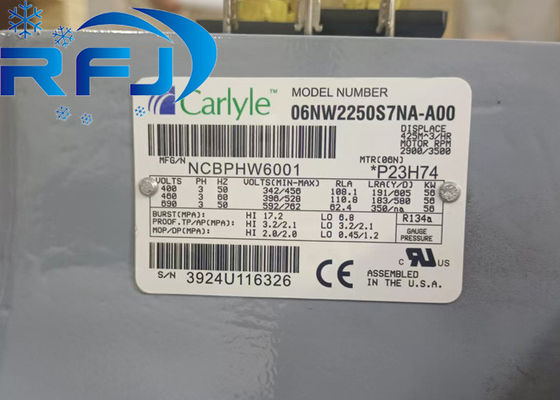 RFJ
Carlyle™
MODEL NUMBER
06NW2250S7NA-A00
DISPLACE
425M^3/HR
MOTOR RPM
2900/3500
MFG/N NCBPHW6001
MTR(06N) *P23H74
VOLTS PH HZ VOLTS(MIN-MAX) RLA LRA(Y/D) KW
400 3 50 342/456 108.1 191/605 56
460 3 60 396/528 110.8 183/580 56
690 3 50 592/762 62.4 350/na 56
BURST(MPA): HI 17.2 LO 6.8 R134a
PROOF.TP/AP(MPA): HI 3.2/2.1 LO 3.2/2.1
MOP/DP(MPA): HI 2.0/2.0 LO 0.45/1.2
GAUGE
PRESSURE
S/N 3924U116326
CE
c UR US
ASSEMBLED
IN THE
U.S.A.